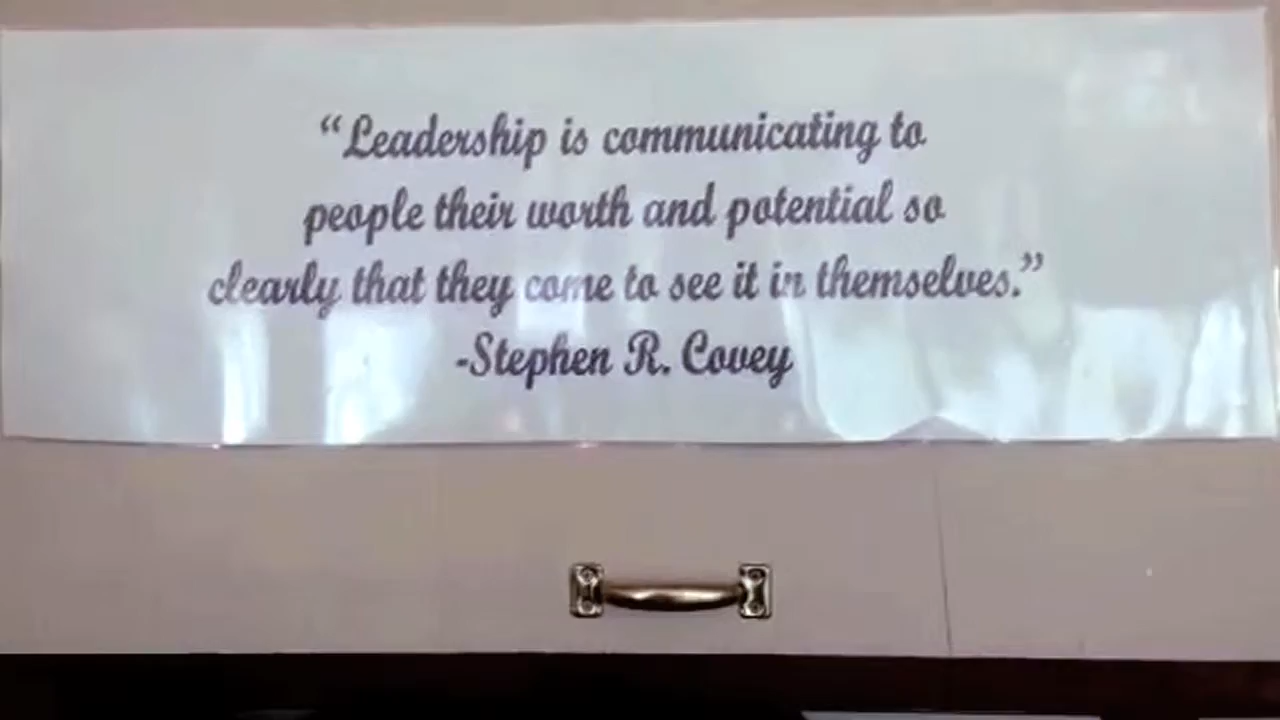 “Leadership is communicating to
people their worth and potential so
clearly that they come to see it in themselves.”
-Stephen R. Covey